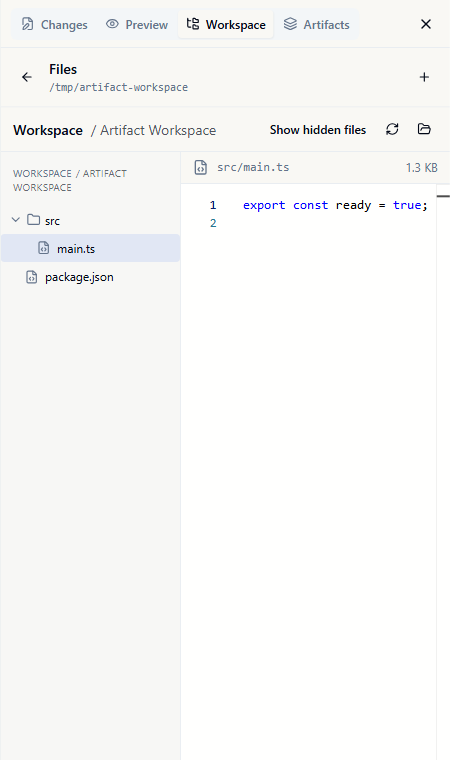 Changes Preview Workspace Artifacts
Files
/tmp/artifact-workspace
Workspace / Artifact Workspace Show hidden files
WORKSPACE / ARTIFACT
WORKSPACE
src
main.ts
package.json
src/main.ts 1.3 KB
1 export const ready = true;
2